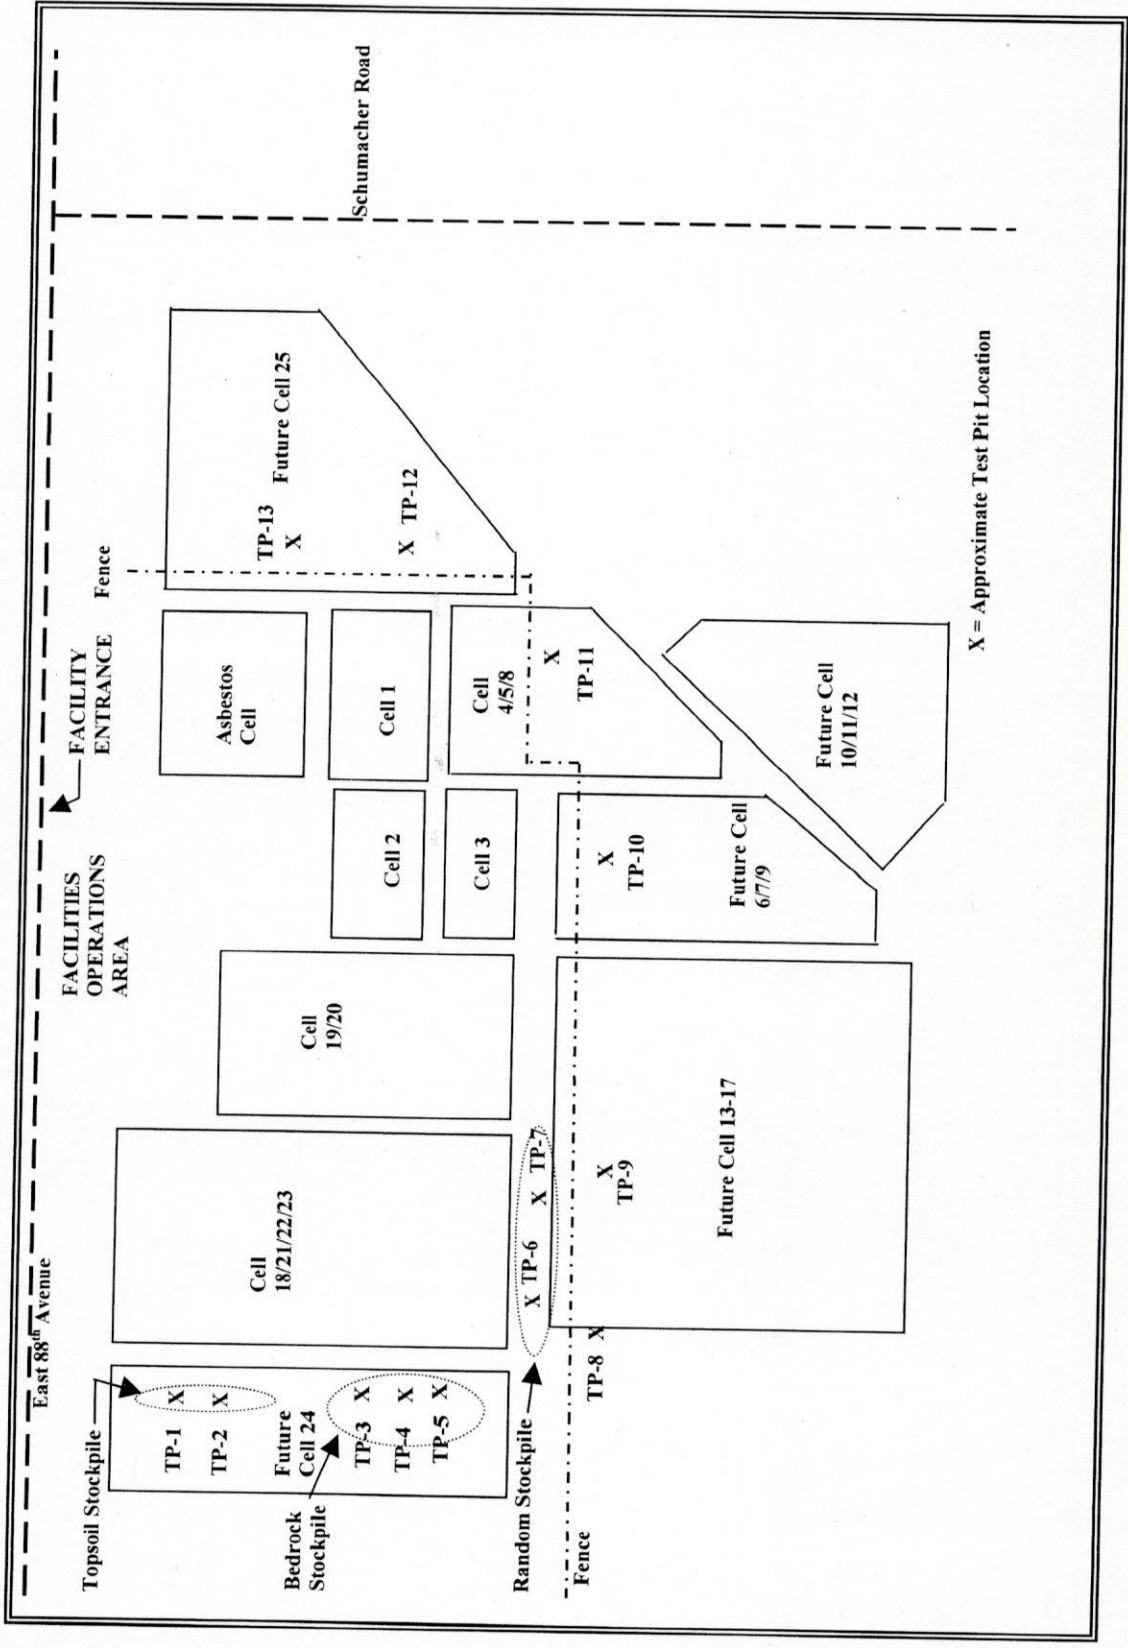 East 88th Avenue
Schumacher Road
FACILITY
ENTRANCE
Fence
FACILITIES
OPERATIONS
AREA
Topsoil Stockpile
TP-1 X
TP-2 X
Future
Cell 24
Bedrock
Stockpile
TP-3 X
TP-4 X
TP-5 X
Cell
18/21/22/23
Cell
19/20
Cell 2
Cell 3
Asbestos
Cell
Cell 1
Cell
4/5/8
X
TP-11
TP-13
X
Future Cell 25
X TP-12
Random Stockpile
X TP-6
X TP-7
Fence
TP-8 X
X
TP-9
Future Cell 13-17
X
TP-10
Future Cell
6/7/9
Future Cell
10/11/12
X = Approximate Test Pit Location